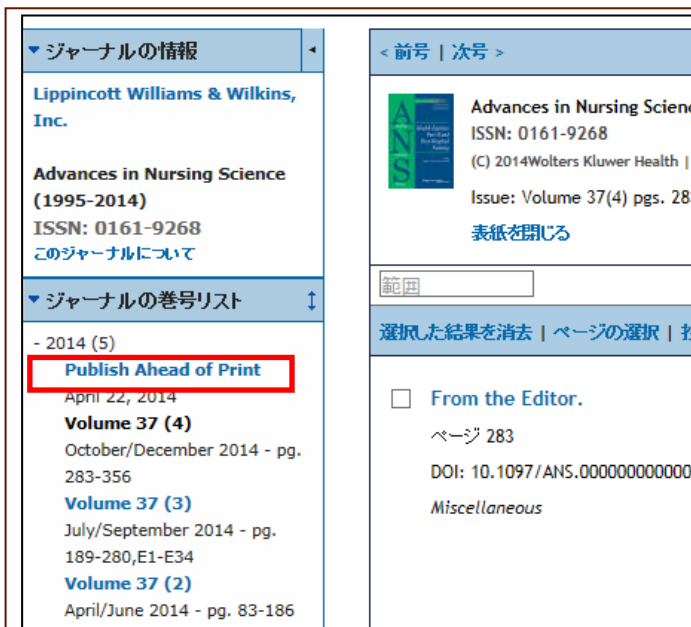 ジャーナルの情報
Lippincott Williams & Wilkins,
Inc.
Advances in Nursing Science
(1995-2014)
ISSN: 0161-9268
このジャーナルについて
ジャーナルの巻号リスト
- 2014 (5)
Publish Ahead of Print
April 22, 2014
Volume 37 (4)
October/December 2014 - pg.
283-356
Volume 37 (3)
July/September 2014 - pg.
189-280,E1-E34
Volume 37 (2)
April/June 2014 - pg. 83-186
< 前号 | 次号 >
ANS
Advances in Nursing Scienc
ISSN: 0161-9268
(C) 2014Wolters Kluwer Health |
Issue: Volume 37(4) pgs. 28
表紙を閉じる
範囲
選択した結果を消去 | ページの選択 |
From the Editor.
ページ 283
DOI: 10.1097/ANS.000000000000
Miscellaneous